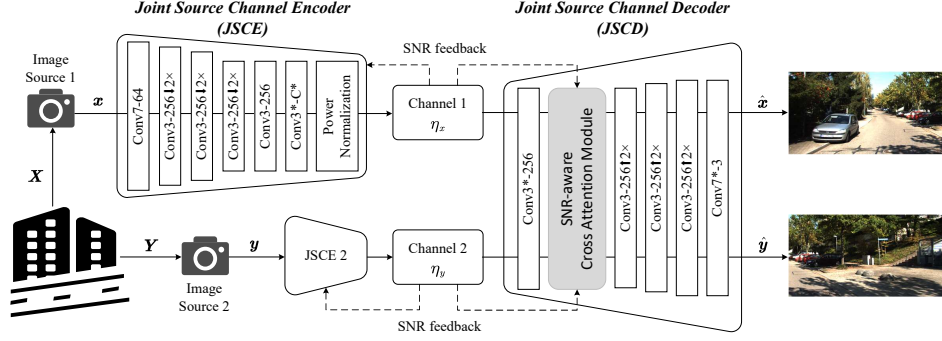 Joint Source Channel Encoder
(JSCE)
Joint Source Channel Decoder
(JSCD)
SNR feedback
Image
Source 1
x
Conv7-64
Conv3-256⬇2×
Conv3-256⬇2×
Conv3-256⬇2×
Conv3-256
Conv3*-C*
Power
Normalization
Channel 1
ηx
Conv3*-256
SNR-aware
Cross Attention Module
Conv3-256⬆2×
Conv3-256⬆2×
Conv3-256⬆2×
Conv7*-3
x̂
X
Y
Image
Source 2
y
JSCE 2
Channel 2
ηy
ŷ
SNR feedback